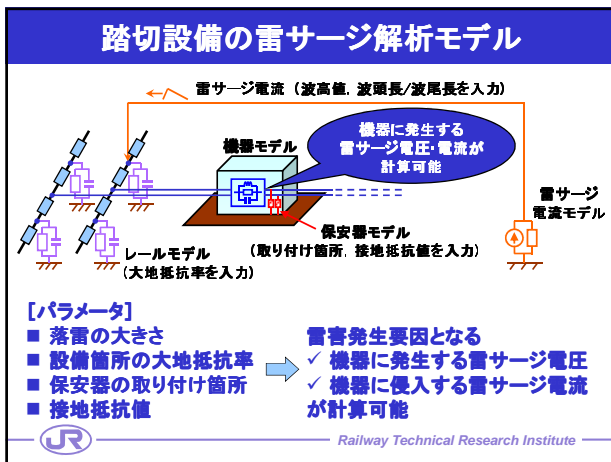 踏切設備の雷サージ解析モデル
雷サージ電流 (波高値, 波頭長/波尾長を入力)
機器に発生する
雷サージ電圧・電流が
計算可能
機器モデル
雷サージ
電流モデル
保安器モデル
(取り付け箇所, 接地抵抗値を入力)
レールモデル
(大地抵抗率を入力)
[パラメータ]
■ 落雷の大きさ
■ 設備箇所の大地抵抗率
■ 保安器の取り付け箇所
■ 接地抵抗値
雷害発生要因となる
✓ 機器に発生する雷サージ電圧
✓ 機器に侵入する雷サージ電流
が計算可能
JR
Railway Technical Research Institute